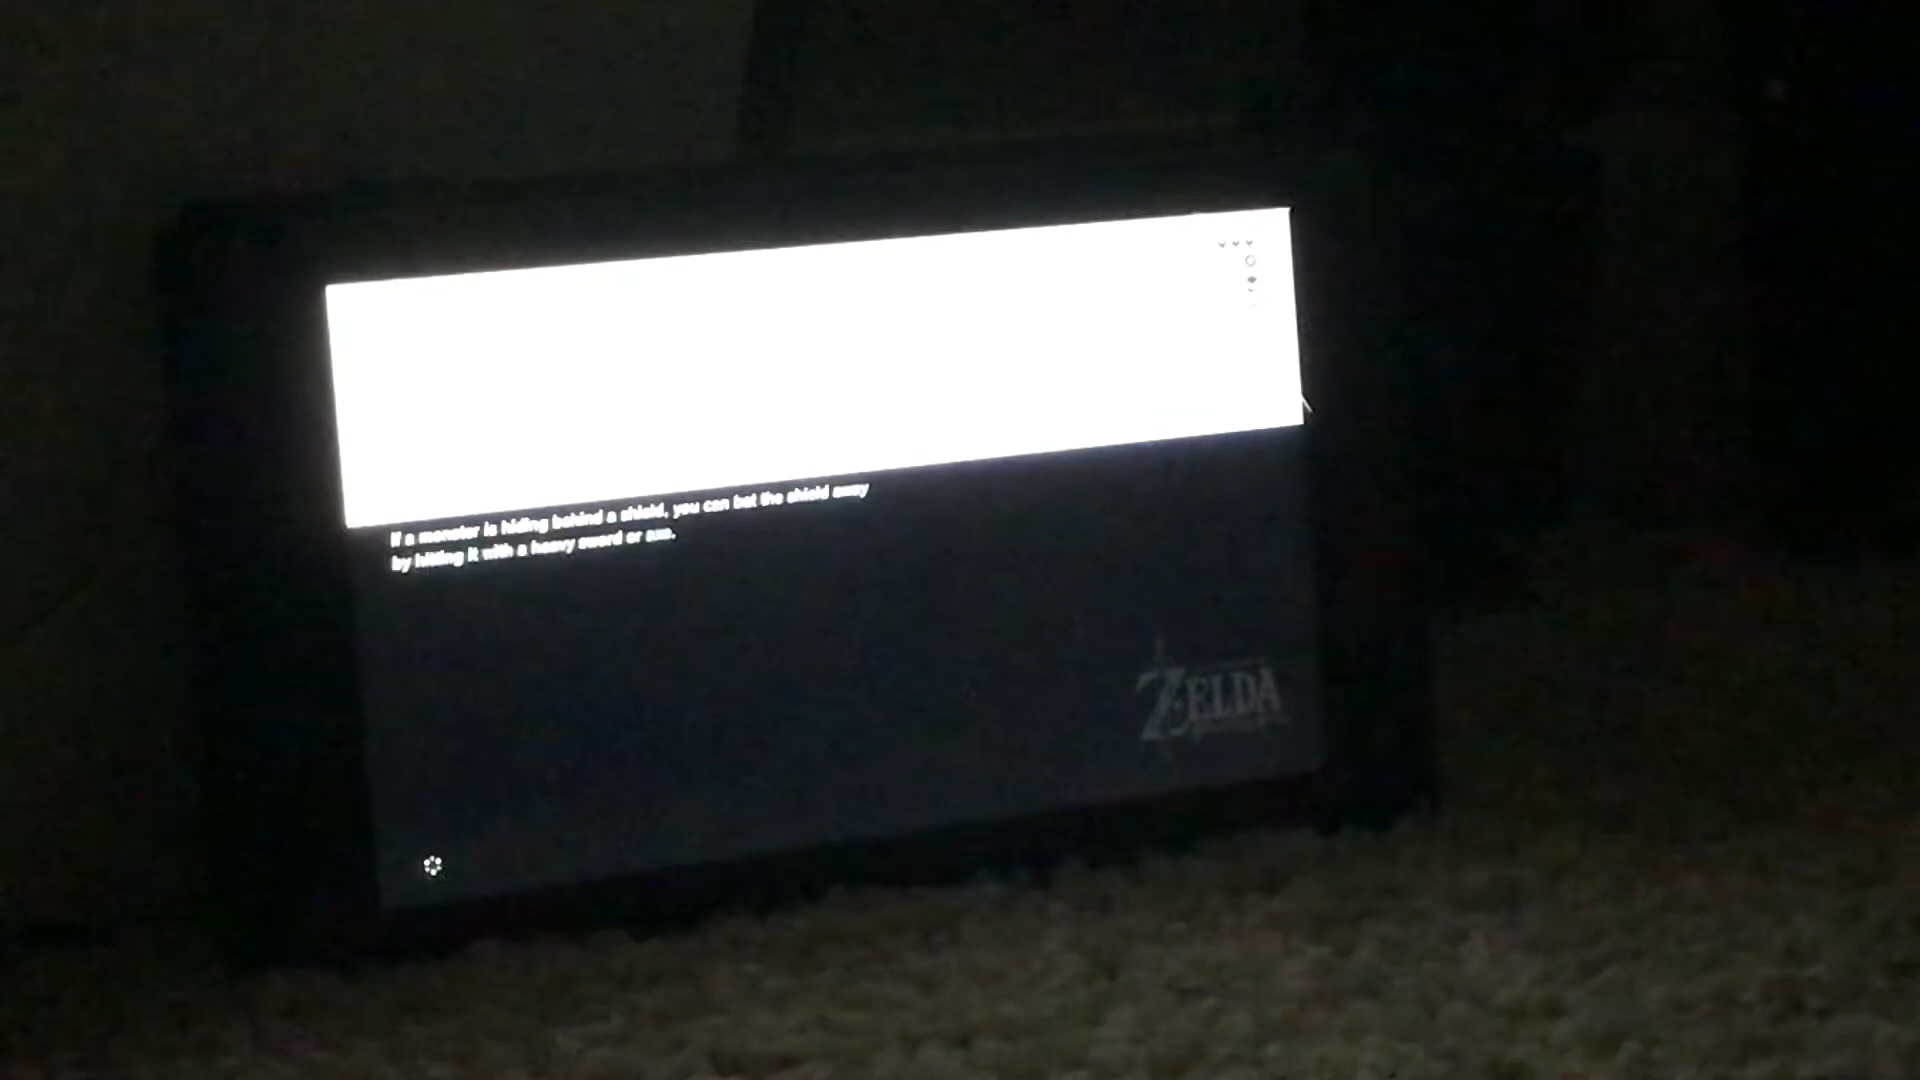 If a monster is hiding behind a shield, you can bat the shield away
by hitting it with a heavy sword or axe.
ZELDA